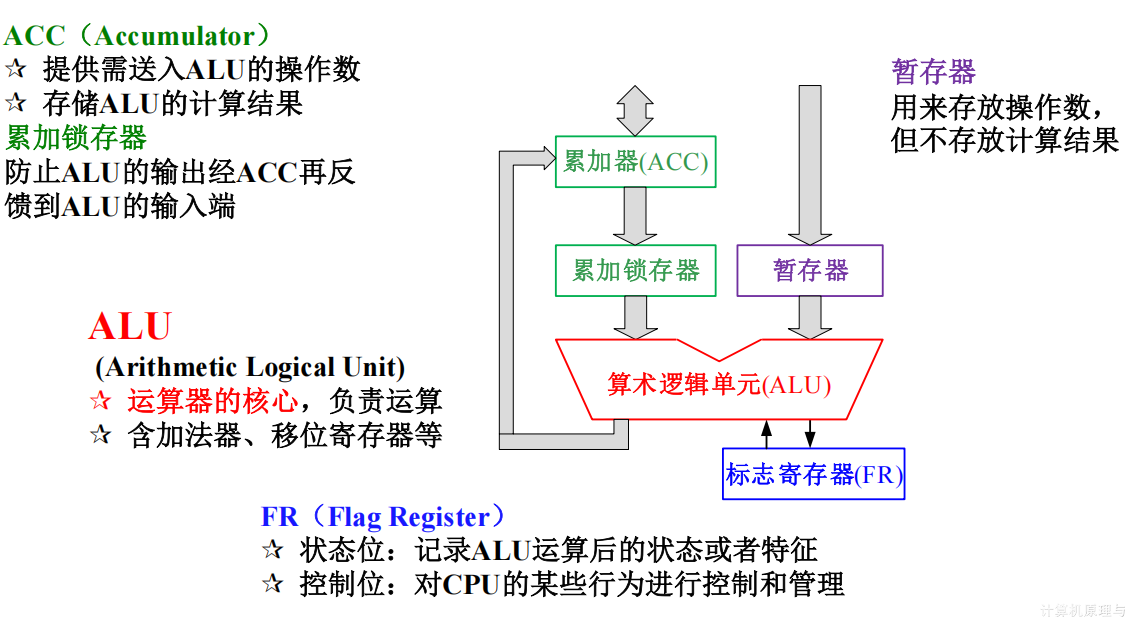 ACC（Accumulator）
☆ 提供需送入ALU的操作数
☆ 存储ALU的计算结果
累加锁存器
防止ALU的输出经ACC再反
馈到ALU的输入端
暂存器
用来存放操作数，
但不存放计算结果
累加器(ACC)
累加锁存器
暂存器
算术逻辑单元(ALU)
标志寄存器(FR)
ALU
(Arithmetic Logical Unit)
☆ 运算器的核心，负责运算
☆ 含加法器、移位寄存器等
FR（Flag Register）
☆ 状态位：记录ALU运算后的状态或者特征
☆ 控制位：对CPU的某些行为进行控制和管理
计算机原理与